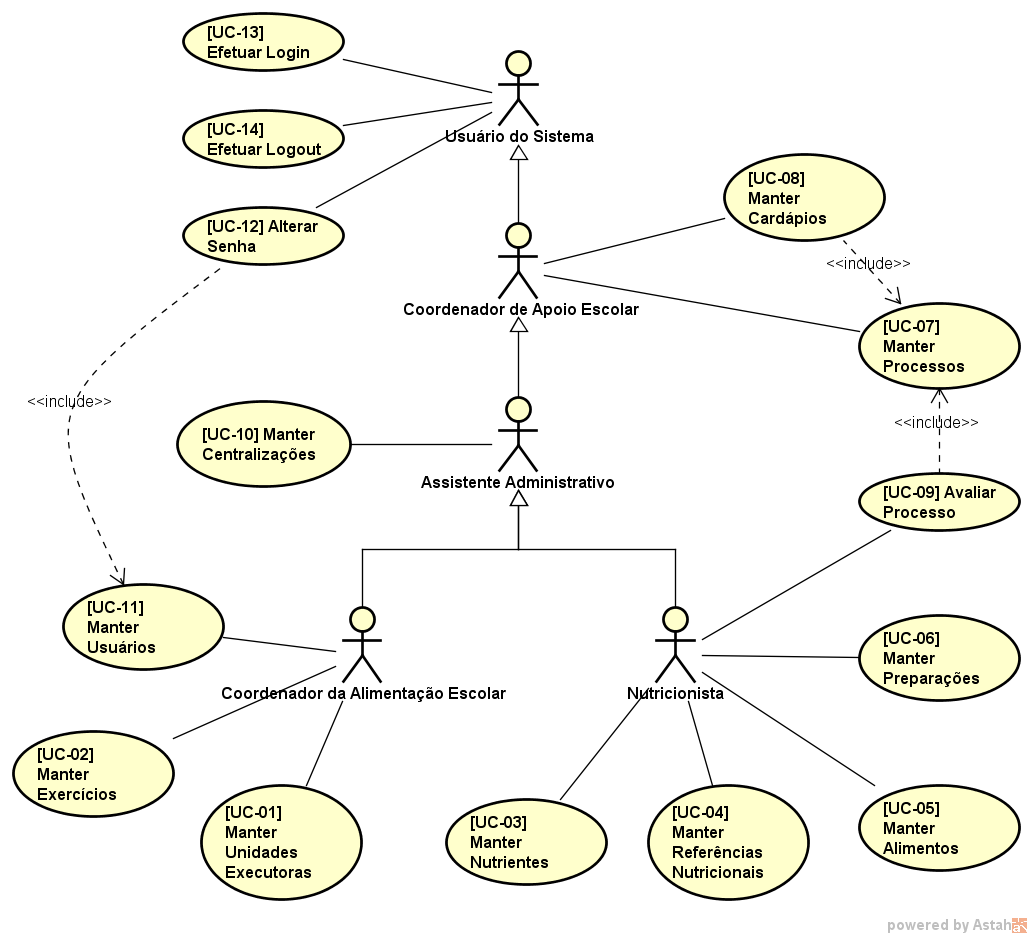 [UC-13]
Efetuar Login
[UC-14]
Efetuar Logout
Usuário do Sistema
[UC-08]
Manter
Cardápios
[UC-12] Alterar
Senha
<<include>>
Coordenador de Apoio Escolar
[UC-07]
Manter
Processos
<<include>>
<<include>>
[UC-10] Manter
Centralizações
Assistente Administrativo
[UC-09] Avaliar
Processo
[UC-11]
Manter
Usuários
Coordenador da Alimentação Escolar
Nutricionista
[UC-06]
Manter
Preparações
[UC-02]
Manter
Exercícios
[UC-01]
Manter
Unidades
Executoras
[UC-03]
Manter
Nutrientes
[UC-04]
Manter
Referências
Nutricionais
[UC-05]
Manter
Alimentos
powered by Astah